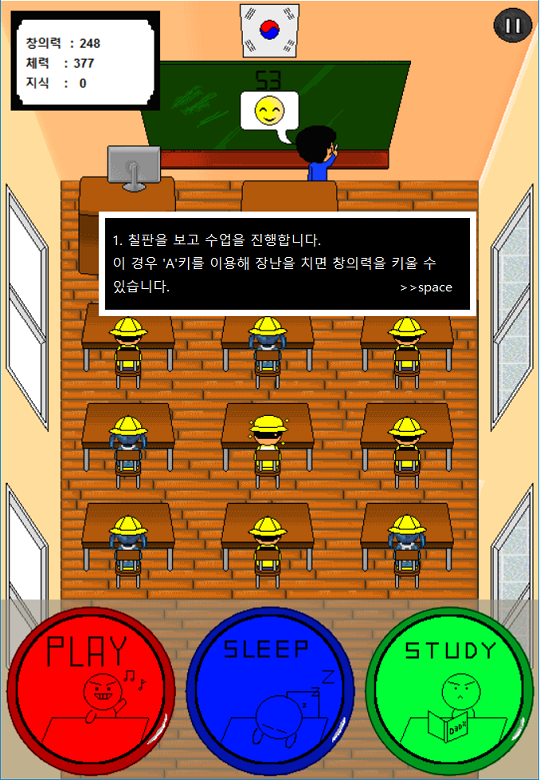 창의력 : 248
체력 : 377
지식 : 0
53
1. 칠판을 보고 수업을 진행합니다.
이 경우 'A'키를 이용해 장난을 치면 창의력을 키울 수
있습니다. >>space
PLAY
SLEEP
STUDY
Z
Z